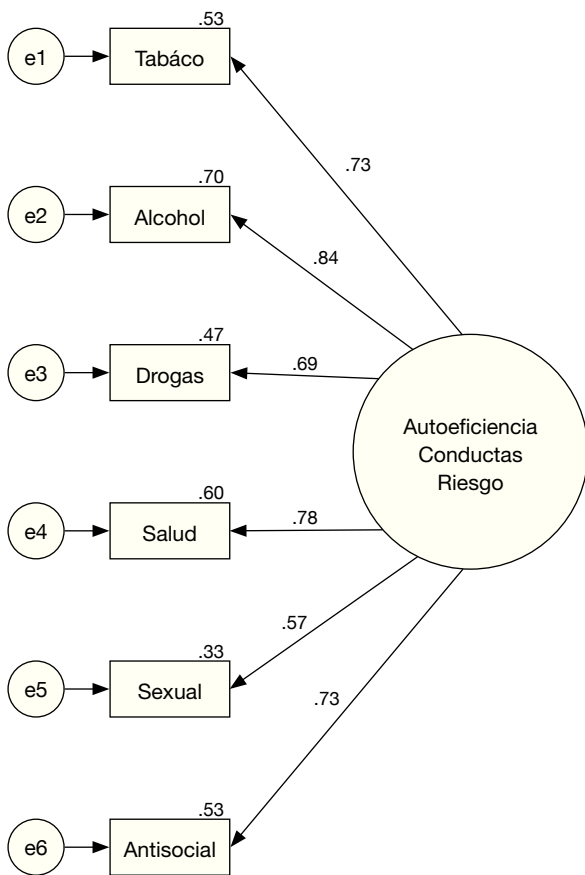 .53
e1
Tabáco
.73
.70
e2
Alcohol
.84
.47
e3
Drogas
.69
Autoeficiencia
Conductas
Riesgo
.60
e4
Salud
.78
.57
.33
e5
Sexual
.73
.53
e6
Antisocial